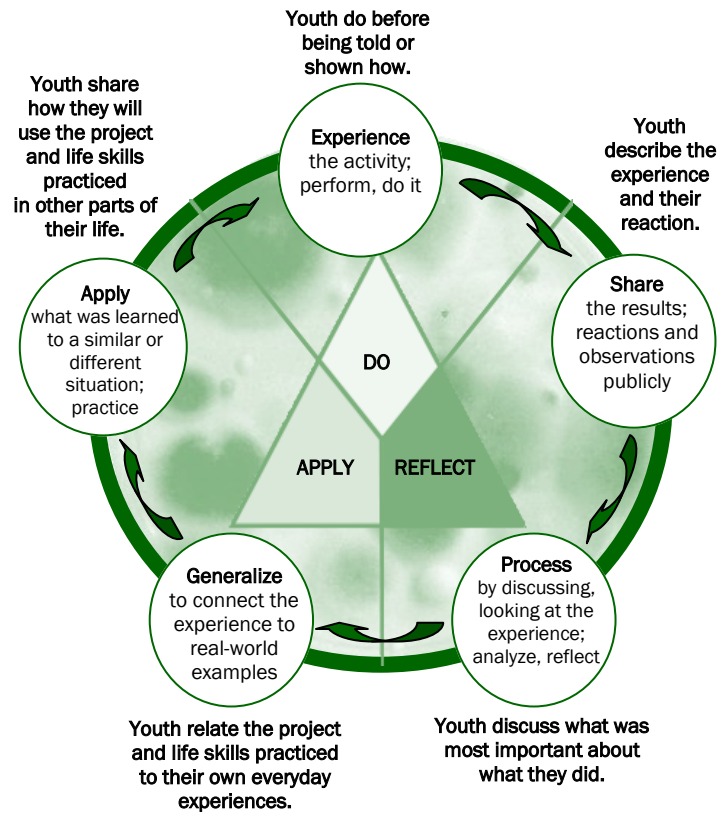 Youth do before
being told or
shown how.
Experience
the activity;
perform, do it
Youth
describe the
experience
and their
reaction.
Share
the results;
reactions and
observations
publicly
Process
by discussing,
looking at the
experience;
analyze, reflect
Youth discuss what was
most important about
what they did.
Generalize
to connect the
experience to
real-world
examples
Youth relate the project
and life skills practiced
to their own everyday
experiences.
Youth share
how they will
use the project
and life skills
practiced
in other parts of
their life.
Apply
what was learned
to a similar or
different
situation;
practice
DO
APPLY
REFLECT